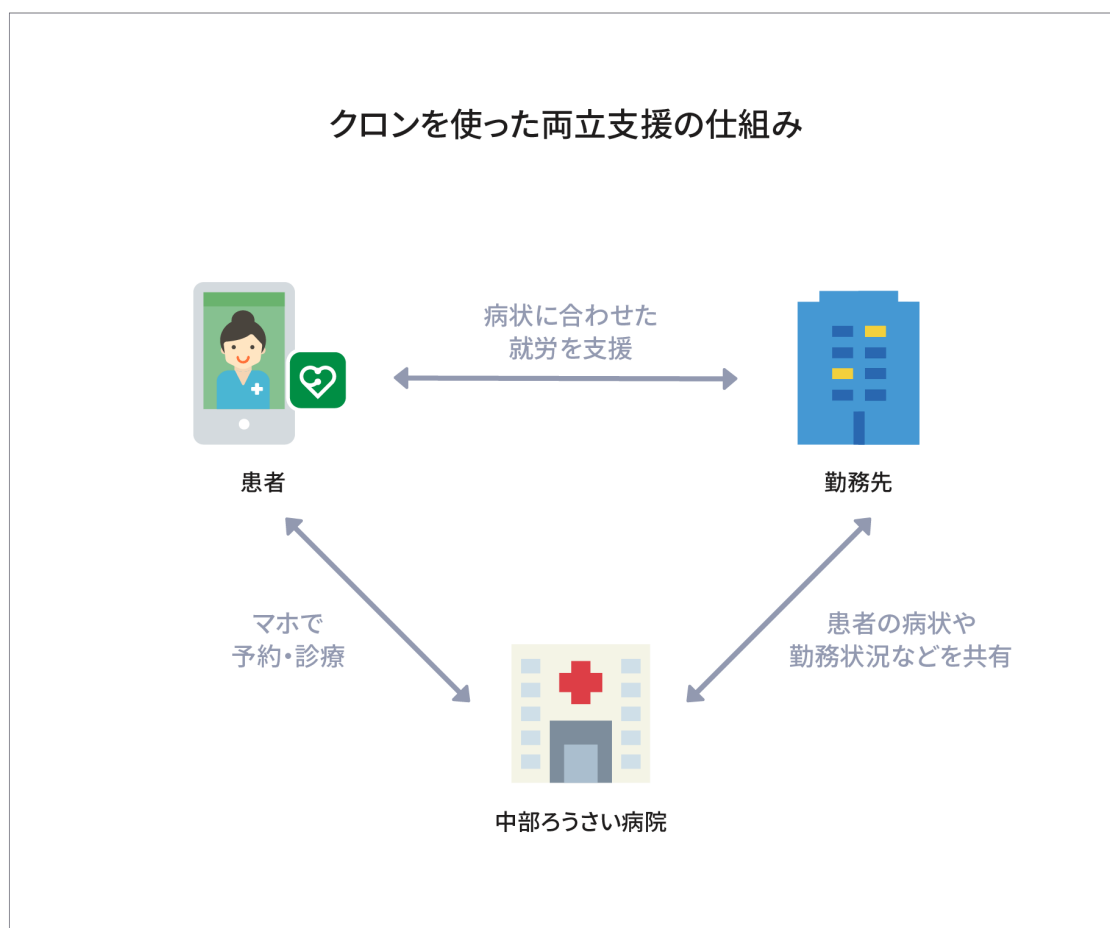 クロンを使った両立支援の仕組み
病状に合わせた
就労を支援
患者
勤務先
マホで
予約・診療
患者の病状や
勤務状況などを共有
中部ろうさい病院